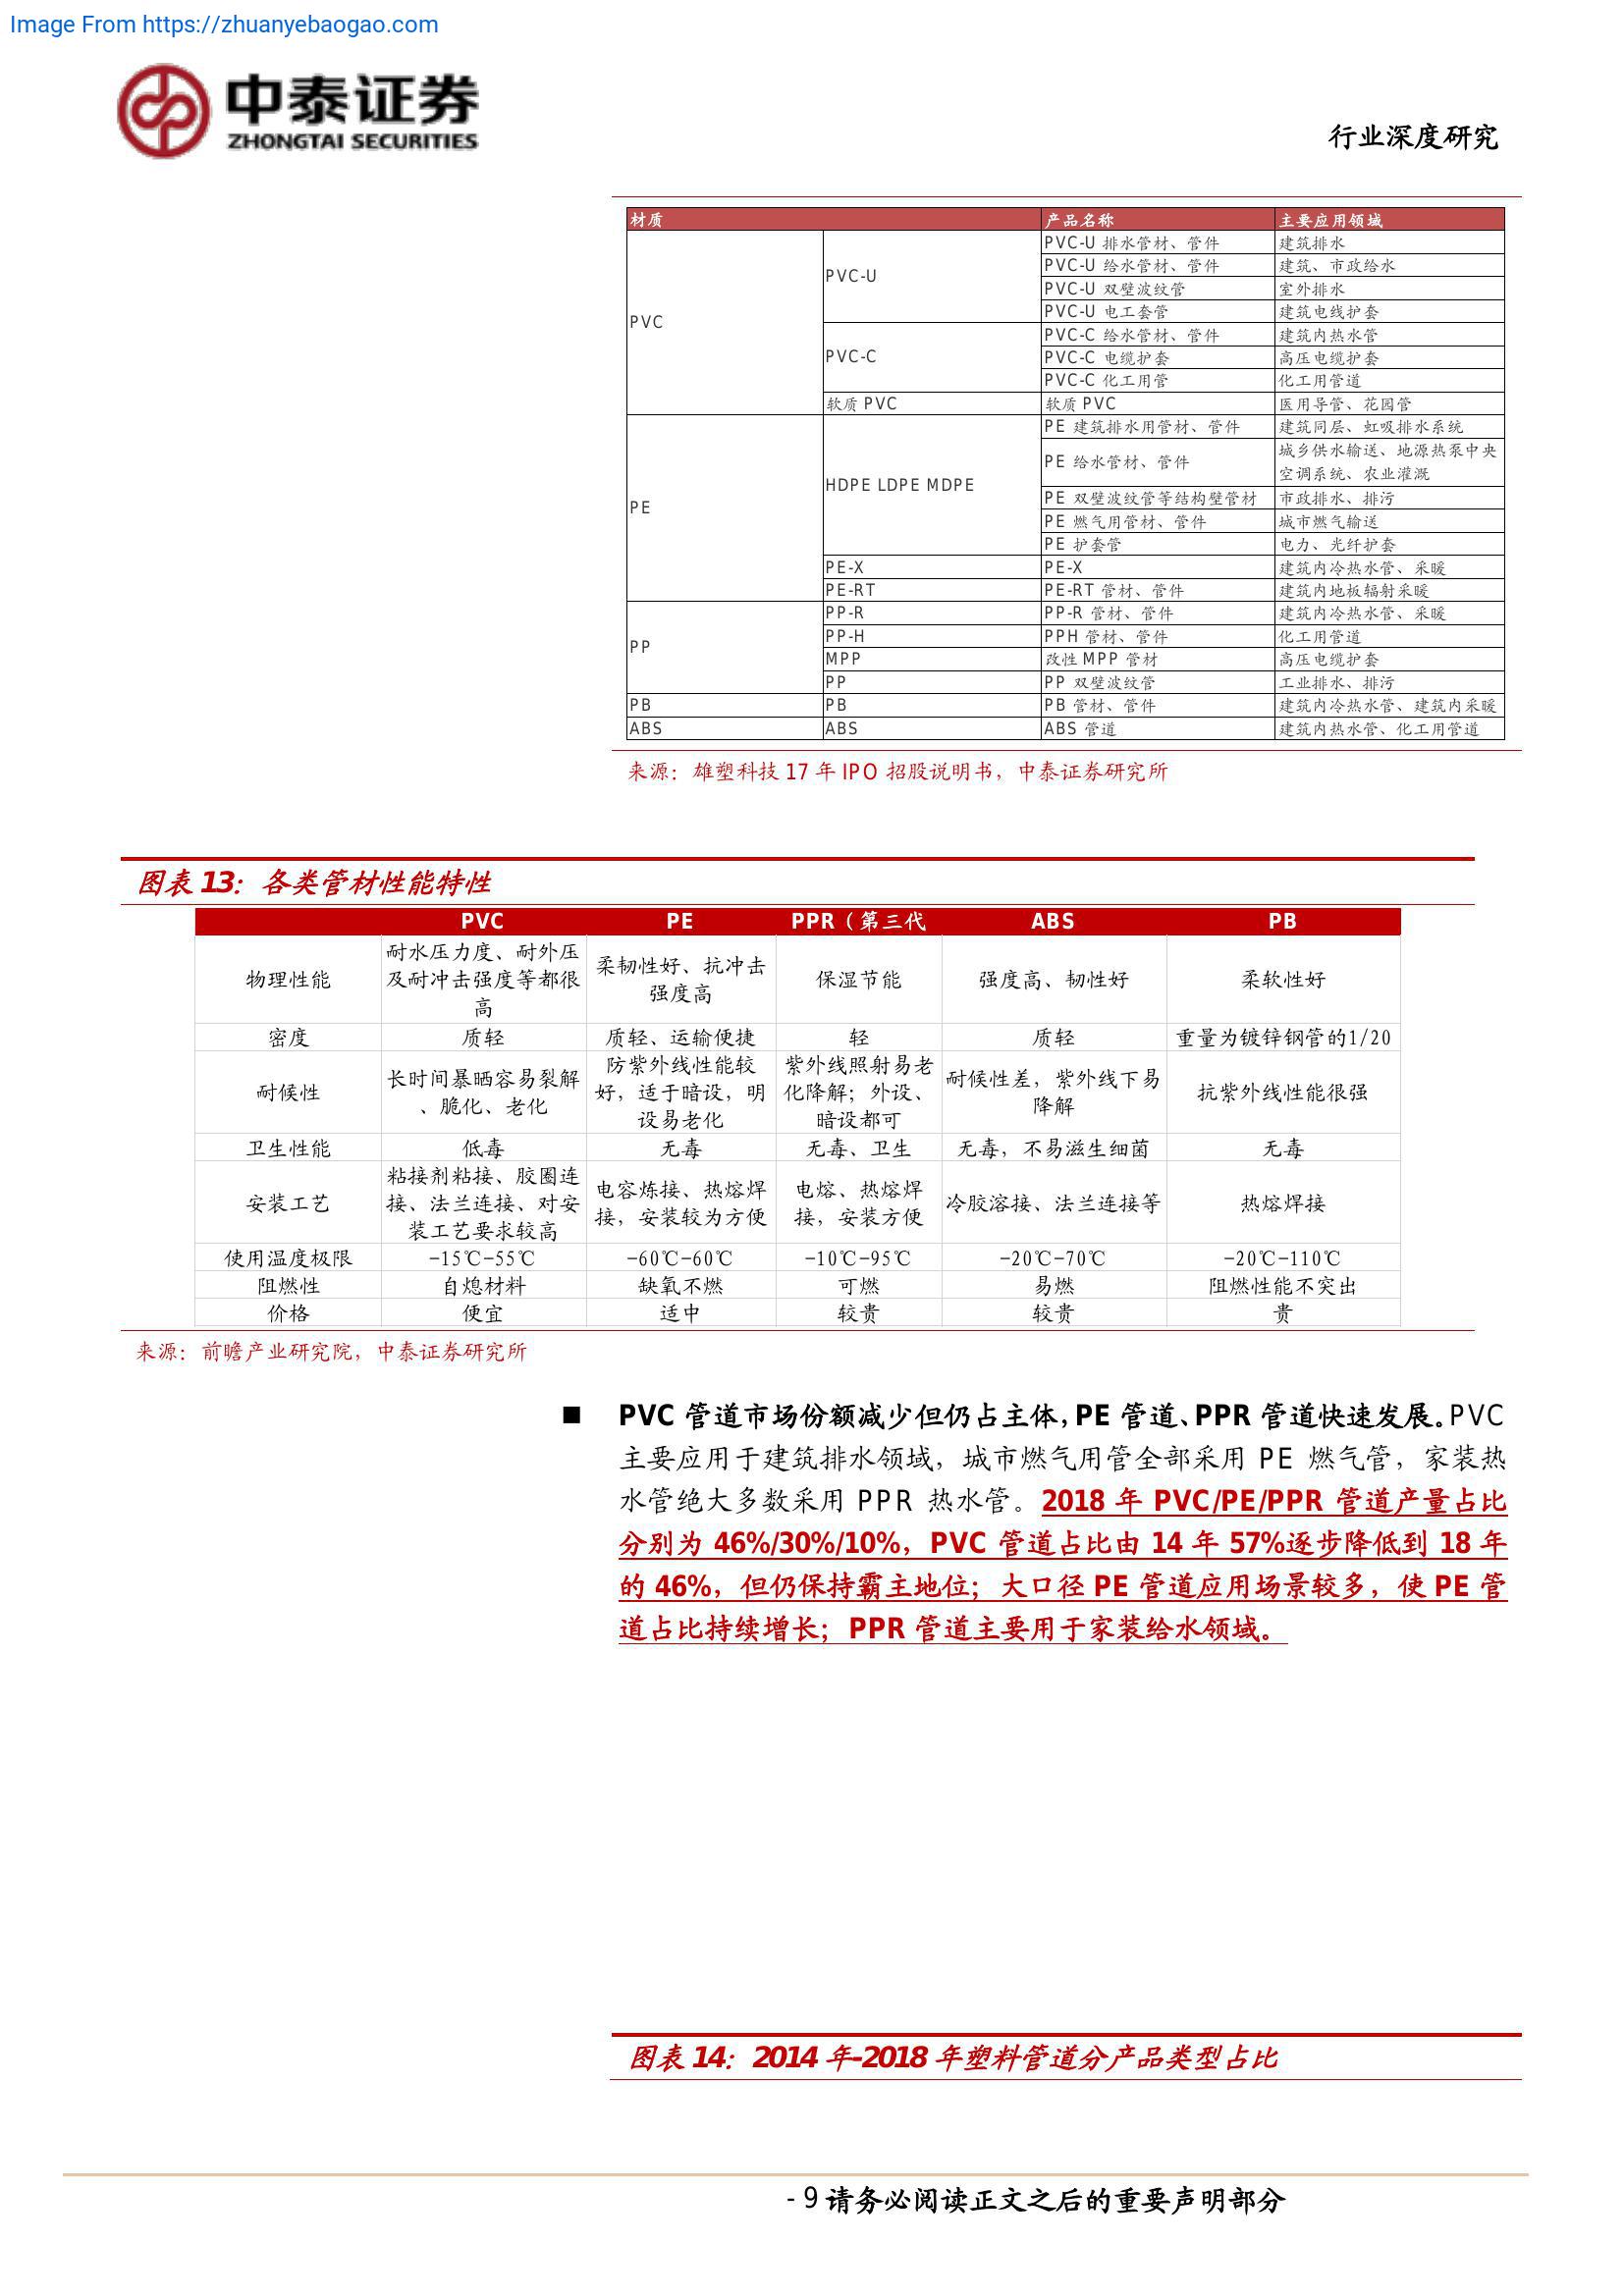 Image From https://zhuanyebaogao.com
中泰证券
ZHONGTAI SECURITIES
行业深度研究
材质 产品名称 主要应用领域
PVC PVC-U PVC-U 排水管材、管件 建筑排水
PVC-U 给水管材、管件 建筑、市政给水
PVC-U 双壁波纹管 室外排水
PVC-U 电工套管 建筑电线护套
PVC-C PVC-C 给水管材、管件 建筑内热水管
PVC-C 电缆护套 高压电缆护套
PVC-C 化工用管 化工用管道
软质 PVC 软质 PVC 医用导管、花园管
PE HDPE LDPE MDPE PE 建筑排水用管材、管件 建筑同层、虹吸排水系统
PE 给水管材、管件 城乡供水输送、地源热泵中央
空调系统、农业灌溉
PE 双壁波纹管等结构壁管材 市政排水、排污
PE 燃气用管材、管件 城市燃气输送
PE 护套管 电力、光纤护套
PE-X PE-X 建筑内冷热水管、采暖
PE-RT PE-RT 管材、管件 建筑内地板辐射采暖
PP PP-R PP-R 管材、管件 建筑内冷热水管、采暖
PP-H PPH 管材、管件 化工用管道
MPP 改性 MPP 管材 高压电缆护套
PP PP 双壁波纹管 工业排水、排污
PB PB PB 管材、管件 建筑内冷热水管、建筑内采暖
ABS ABS ABS 管道 建筑内热水管、化工用管道
来源：雄塑科技 17 年 IPO 招股说明书，中泰证券研究所
图表 13：各类管材性能特性
PVC PE PPR（第三代 ABS PB
物理性能 耐水压力度、耐外压
及耐冲击强度等都很
高 柔韧性好、抗冲击
强度高 保湿节能 强度高、韧性好 柔软性好
密度 质轻 质轻、运输便捷 轻 质轻 重量为镀锌钢管的1/20
耐候性 长时间暴晒容易裂解
、脆化、老化 防紫外线性能较
好，适于暗设，明
设易老化 紫外线照射易老
化降解；外设、
暗设都可 耐候性差，紫外线下易
降解 抗紫外线性能很强
卫生性能 低毒 无毒 无毒、卫生 无毒，不易滋生细菌 无毒
安装工艺 粘接剂粘接、胶圈连
接、法兰连接、对安
装工艺要求较高 电容炼接、热熔焊
接，安装较为方便 电熔、热熔焊
接，安装方便 冷胶溶接、法兰连接等 热熔焊接
使用温度极限 -15℃-55℃ -60℃-60℃ -10℃-95℃ -20℃-70℃ -20℃-110℃
阻燃性 自熄材料 缺氧不燃 可燃 易燃 阻燃性能不突出
价格 便宜 适中 较贵 较贵 贵
来源：前瞻产业研究院，中泰证券研究所
■ PVC 管道市场份额减少但仍占主体，PE 管道、PPR 管道快速发展。PVC
主要应用于建筑排水领域，城市燃气用管全部采用 PE 燃气管，家装热
水管绝大多数采用 PPR 热水管。2018 年 PVC/PE/PPR 管道产量占比
分别为 46%/30%/10%，PVC 管道占比由 14 年 57%逐步降低到 18 年
的 46%，但仍保持霸主地位；大口径 PE 管道应用场景较多，使 PE 管
道占比持续增长；PPR 管道主要用于家装给水领域。
图表 14：2014 年-2018 年塑料管道分产品类型占比
- 9 请务必阅读正文之后的重要声明部分